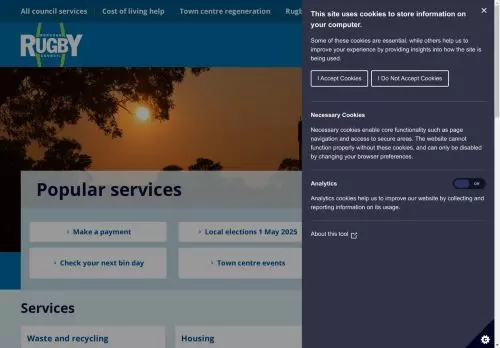 All council services
Cost of living help
Town centre regeneration
BOROUGH
RUGBY
COUNCIL
Popular services
Make a payment
Local elections 1 May 2025
Check your next bin day
Town centre events
Services
Waste and recycling
Housing
This site uses cookies to store information on
your computer.
Some of these cookies are essential, while others help us to
improve your experience by providing insights into how the site is
being used.
I Accept Cookies
I Do Not Accept Cookies
Necessary Cookies
Necessary cookies enable core functionality such as page
navigation and access to secure areas. The website cannot
function properly without these cookies, and can only be disabled
by changing your browser preferences.
Analytics
Off
Analytics cookies help us to improve our website by collecting and
reporting information on its usage.
About this tool